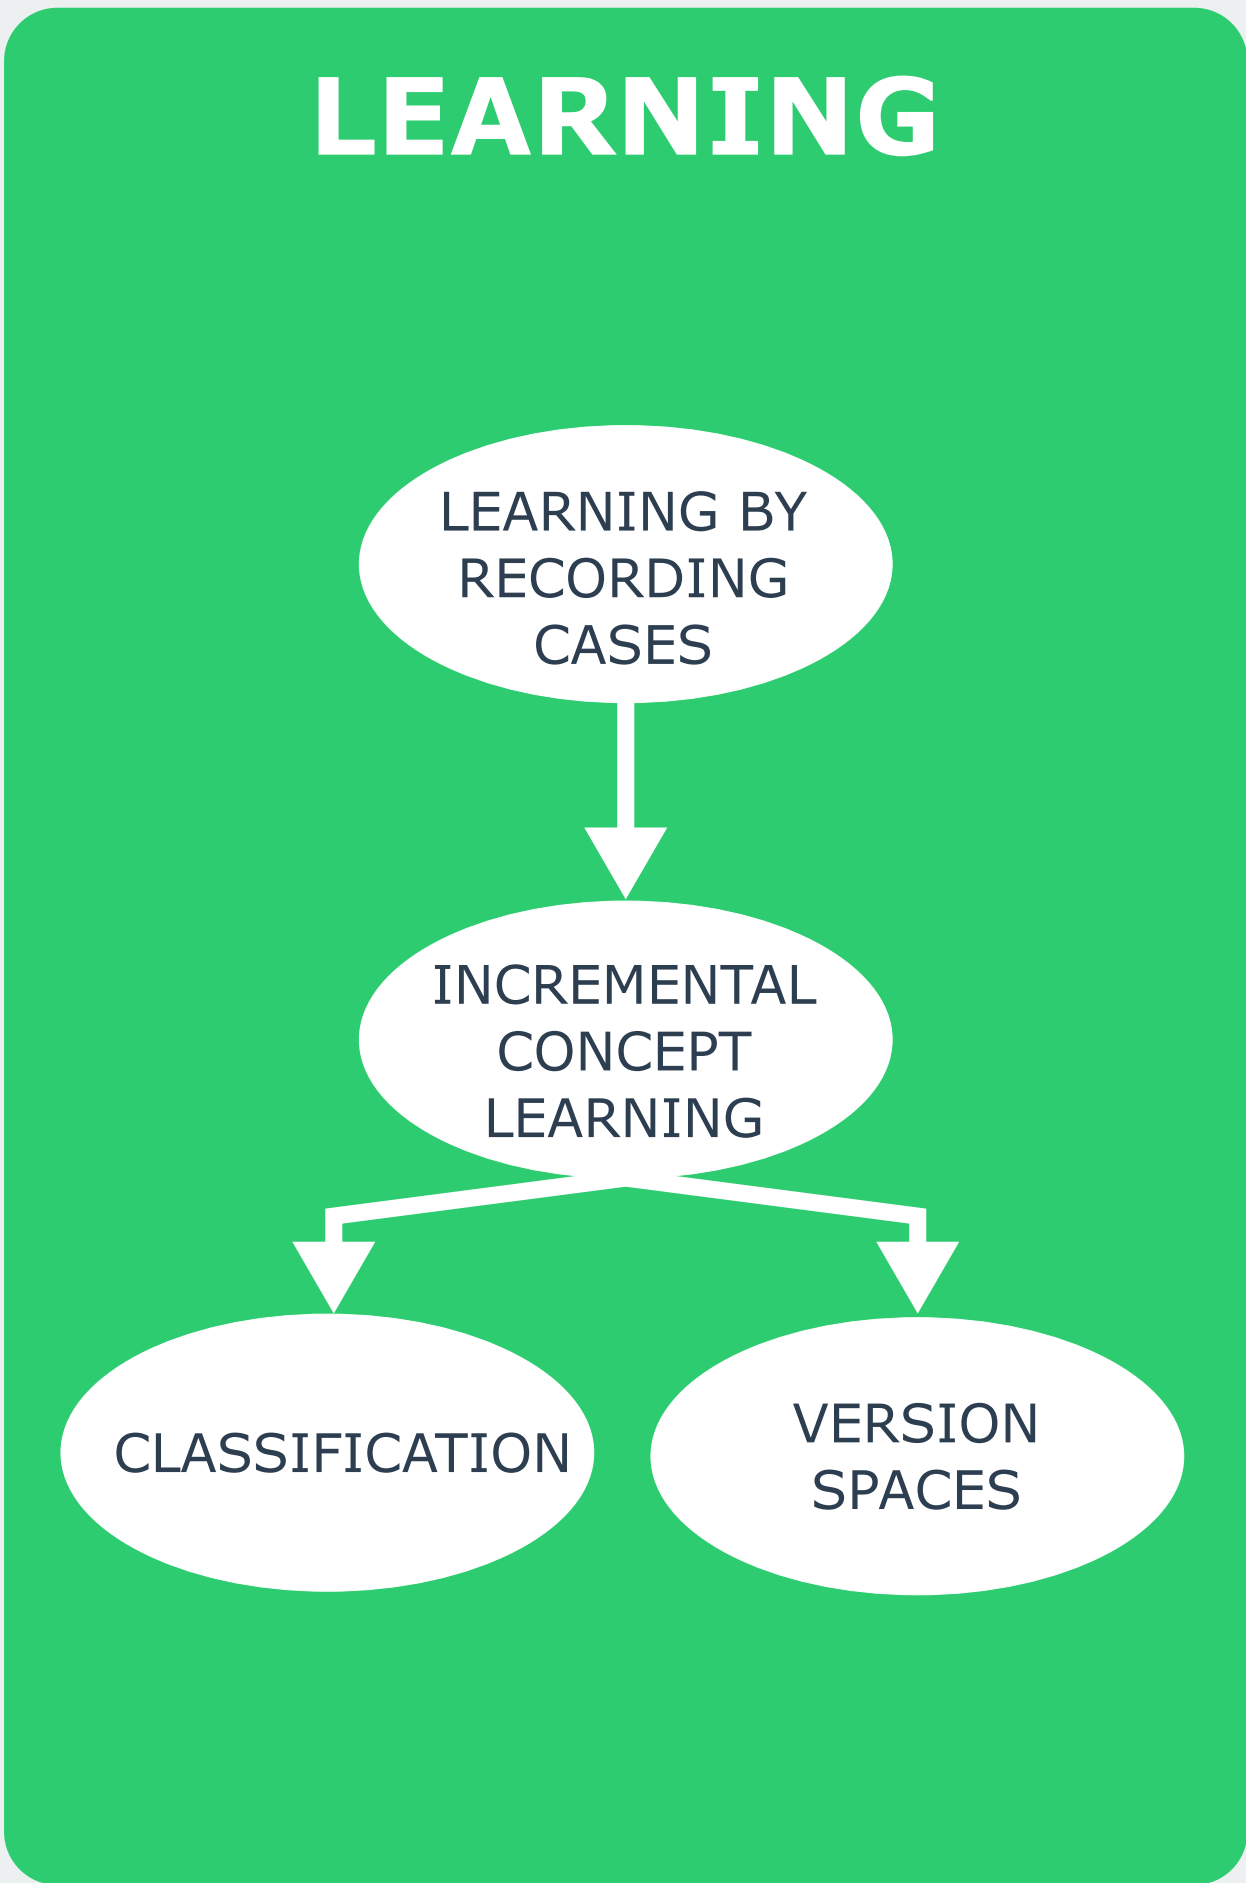 LEARNING
LEARNING BY
RECORDING
CASES
INCREMENTAL
CONCEPT
LEARNING
CLASSIFICATION
VERSION
SPACES